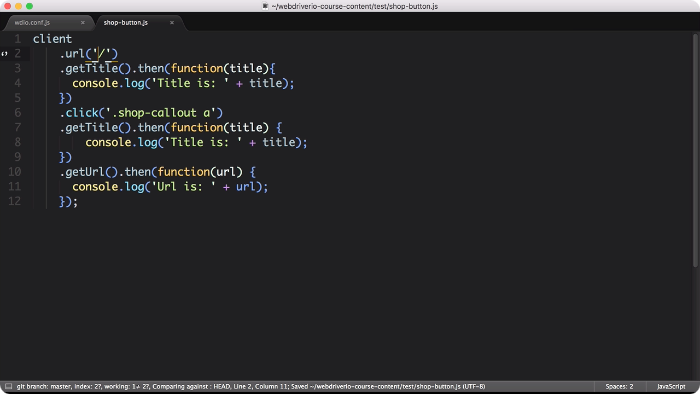 ~/webdriverio-course-content/test/shop-button.js
wdio.conf.js × shop-button.js ×
1 client
2 .url('/')
3 .getTitle().then(function(title){
4 console.log('Title is: ' + title);
5 })
6 .click('.shop-callout a')
7 .getTitle().then(function(title) {
8 console.log('Title is: ' + title);
9 })
10 .getUrl().then(function(url) {
11 console.log('Url is: ' + url);
12 });
git branch: master, index: 2?, working: 1≠ 2?, Comparing against : HEAD, Line 2, Column 11; Saved ~/webdriverio-course-content/test/shop-button.js (UTF-8) Spaces: 2 JavaScript